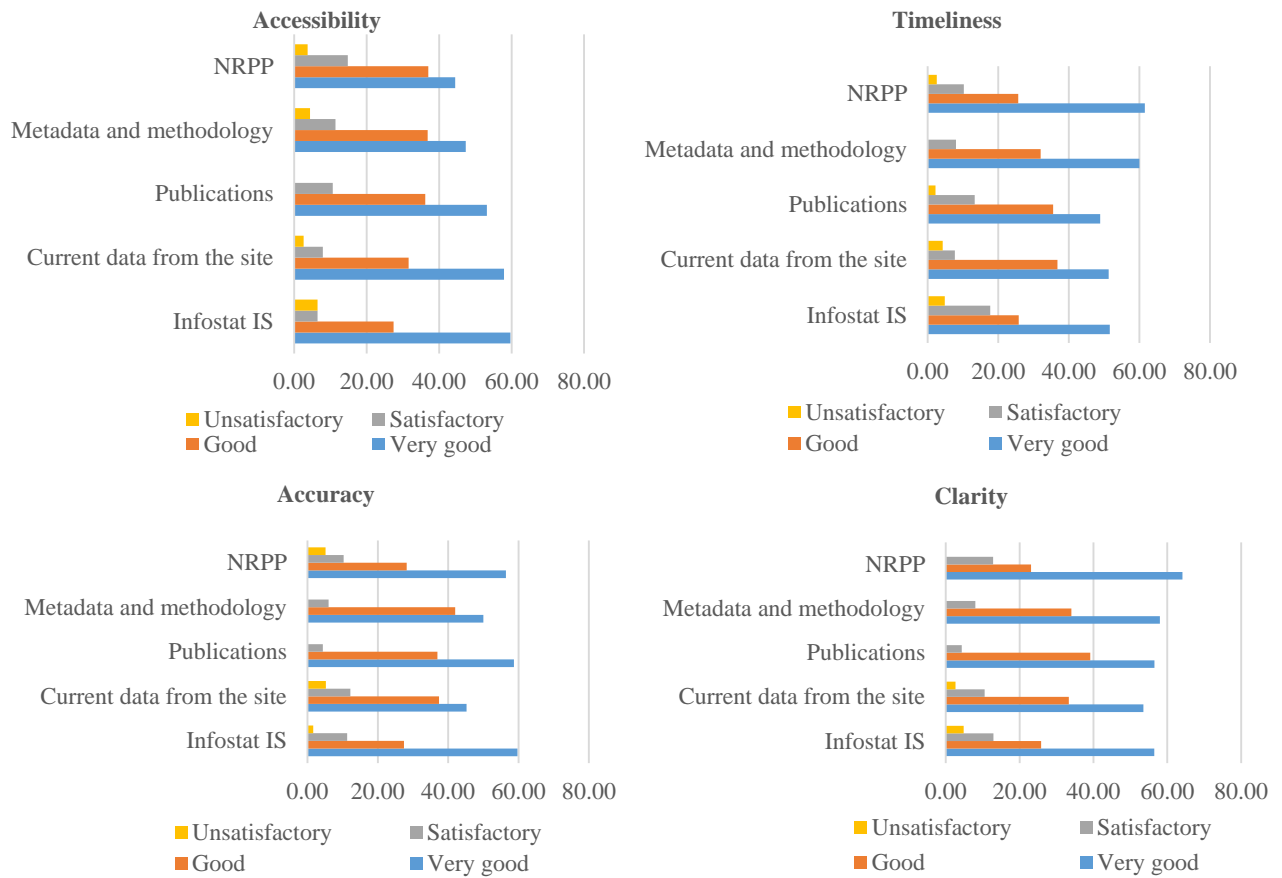 Accessibility
NRPP
Metadata and methodology
Publications
Current data from the site
Infostat IS
0.00 20.00 40.00 60.00 80.00
Unsatisfactory Satisfactory
Good Very good
Timeliness
NRPP
Metadata and methodology
Publications
Current data from the site
Infostat IS
0.00 20.00 40.00 60.00 80.00
Unsatisfactory Satisfactory
Good Very good
Accuracy
NRPP
Metadata and methodology
Publications
Current data from the site
Infostat IS
0.00 20.00 40.00 60.00 80.00
Unsatisfactory Satisfactory
Good Very good
Clarity
NRPP
Metadata and methodology
Publications
Current data from the site
Infostat IS
0.00 20.00 40.00 60.00 80.00
Unsatisfactory Satisfactory
Good Very good